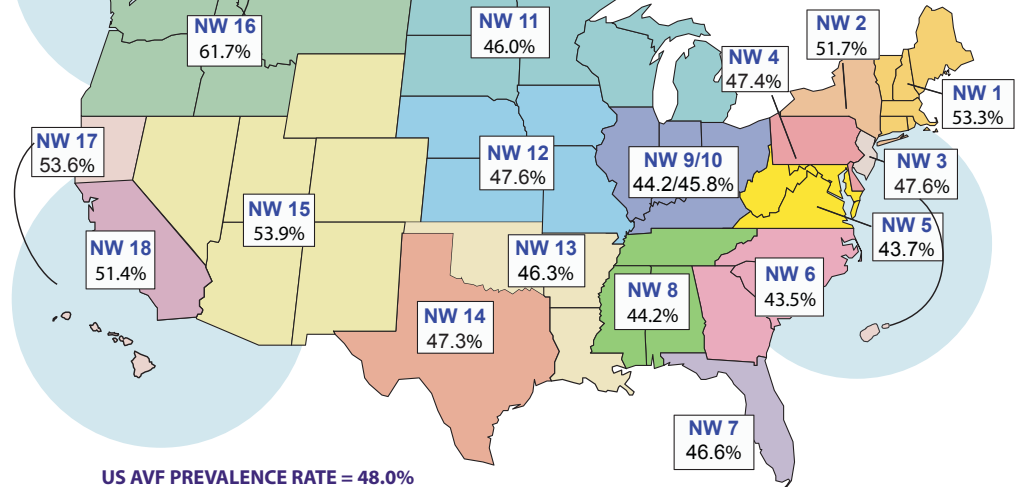 NW 16
61.7%
NW 11
46.0%
NW 2
51.7%
NW 4
47.4%
NW 1
53.3%
NW 17
53.6%
NW 12
47.6%
NW 9/10
44.2/45.8%
NW 3
47.6%
NW 15
53.9%
NW 5
43.7%
NW 18
51.4%
NW 13
46.3%
NW 6
43.5%
NW 8
44.2%
NW 14
47.3%
NW 7
46.6%
US AVF PREVALENCE RATE = 48.0%